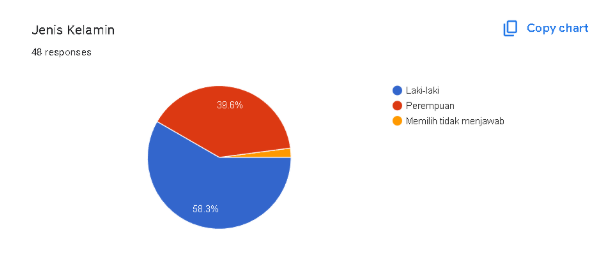 Jenis Kelamin
Copy chart
48 responses
Laki-laki
Perempuan
Memilih tidak menjawab
39.6%
58.3%